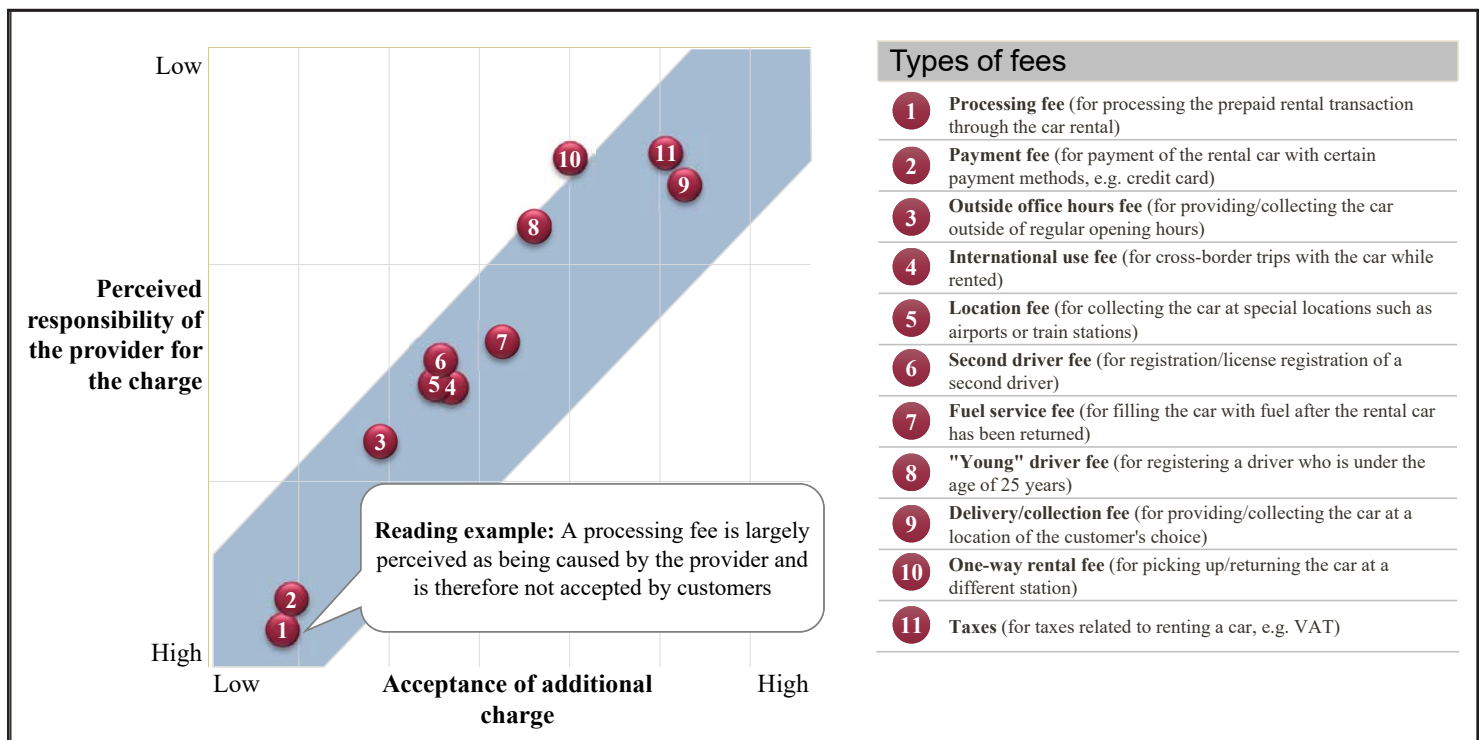 Low
Perceived
responsibility of
the provider for
the charge
High
Low
Acceptance of additional
charge
High
10
11
9
8
7
6
5
4
3
2
1
Reading example: A processing fee is largely
perceived as being caused by the provider and
is therefore not accepted by customers
Types of fees
1
Processing fee (for processing the prepaid rental transaction
through the car rental)
2
Payment fee (for payment of the rental car with certain
payment methods, e.g. credit card)
3
Outside office hours fee (for providing/collecting the car
outside of regular opening hours)
4
International use fee (for cross-border trips with the car while
rented)
5
Location fee (for collecting the car at special locations such as
airports or train stations)
6
Second driver fee (for registration/license registration of a
second driver)
7
Fuel service fee (for filling the car with fuel after the rental car
has been returned)
8
"Young" driver fee (for registering a driver who is under the
age of 25 years)
9
Delivery/collection fee (for providing/collecting the car at a
location of the customer's choice)
10
One-way rental fee (for picking up/returning the car at a
different station)
11
Taxes (for taxes related to renting a car, e.g. VAT)